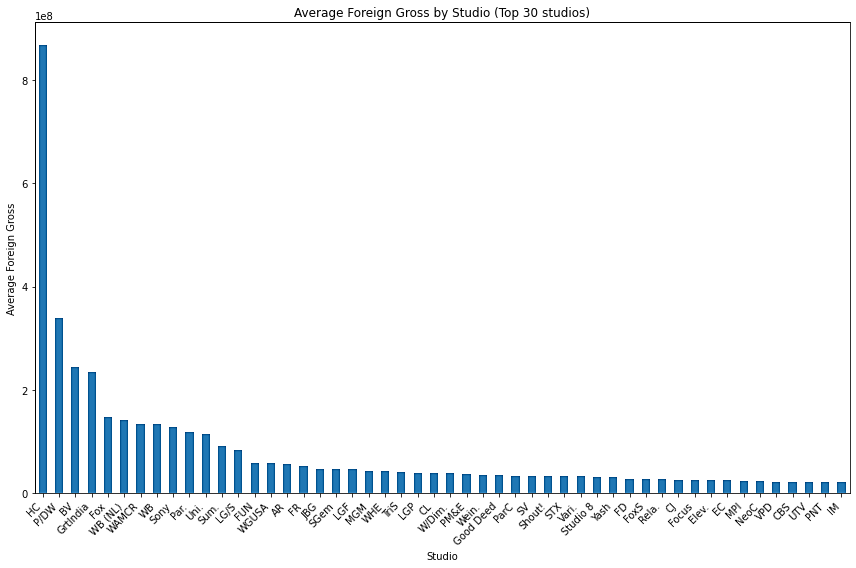 Average Foreign Gross by Studio (Top 30 studios)
1e8
8
6
4
2
0
Average Foreign Gross
HC
P/DW
BV
GrtIndia
Fox
WB (NL)
WAMCR
WB
Sony
Par.
Uni.
Sum.
LG/S
FUN
WGUSA
AR
FR
JBG
SGem
LGF
MGM
WHE
TriS
LGP
CL
W/Dim.
PM&E
Wein.
Good Deed
ParC
SV
Shout!
STX
Vari.
Studio 8
Yash
FD
FoxS
Rela.
CJ
Focus
Elev.
EC
MPI
NeoC
VPD
CBS
UTV
PNT
IM
Studio